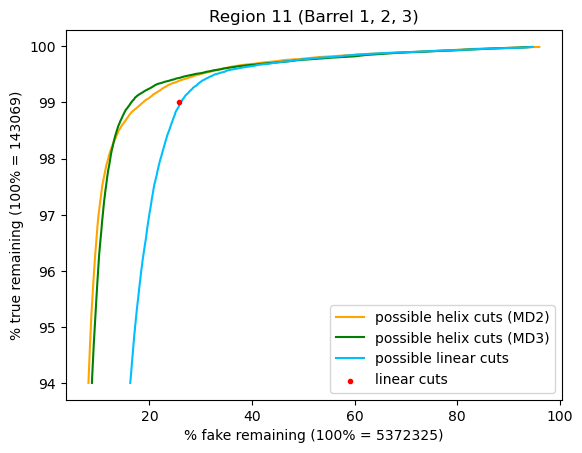 Region 11 (Barrel 1, 2, 3)
% true remaining (100% = 143069)
100
99
98
97
96
95
94
20
40
60
80
100
% fake remaining (100% = 5372325)
possible helix cuts (MD2)
possible helix cuts (MD3)
possible linear cuts
linear cuts